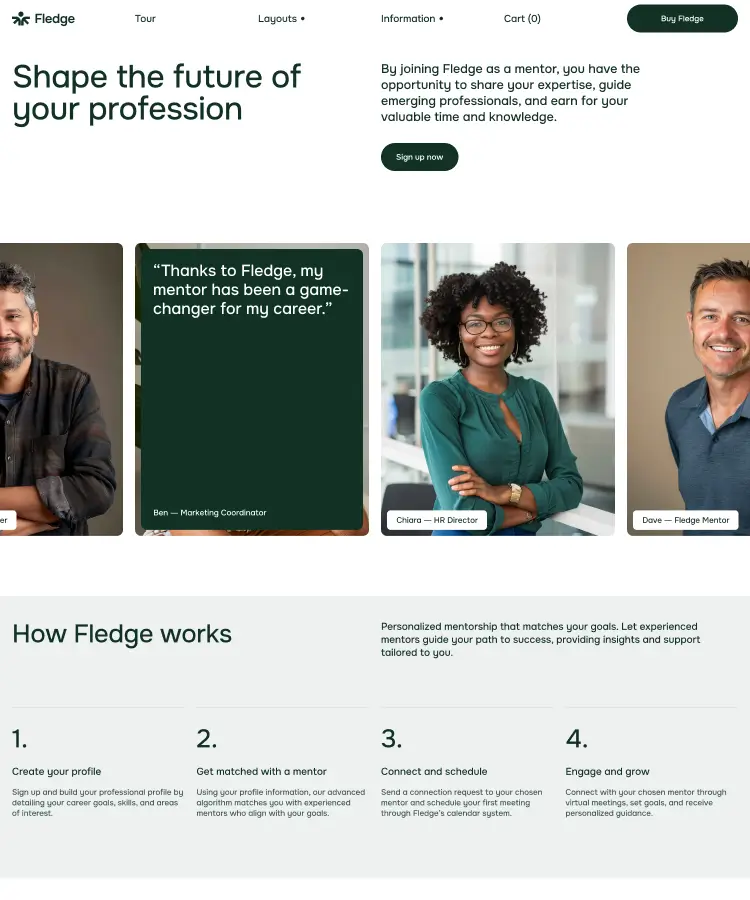 Fledge
Tour
Layouts •
Information •
Cart (0)
Buy Fledge
Shape the future of
your profession
By joining Fledge as a mentor, you have the
opportunity to share your expertise, guide
emerging professionals, and earn for your
valuable time and knowledge.
Sign up now
er
“Thanks to Fledge, my
mentor has been a game-
changer for my career.”
Ben — Marketing Coordinator
Chiara — HR Director
Dave — Fledge Mentor
How Fledge works
Personalized mentorship that matches your goals. Let experienced
mentors guide your path to success, providing insights and support
tailored to you.
1.
Create your profile
Sign up and build your professional profile by
detailing your career goals, skills, and areas
of interest.
2.
Get matched with a mentor
Using your profile information, our advanced
algorithm matches you with experienced
mentors who align with your goals.
3.
Connect and schedule
Send a connection request to your chosen
mentor and schedule your first meeting
through Fledge’s calendar system.
4.
Engage and grow
Connect with your chosen mentor through
virtual meetings, set goals, and receive
personalized guidance.